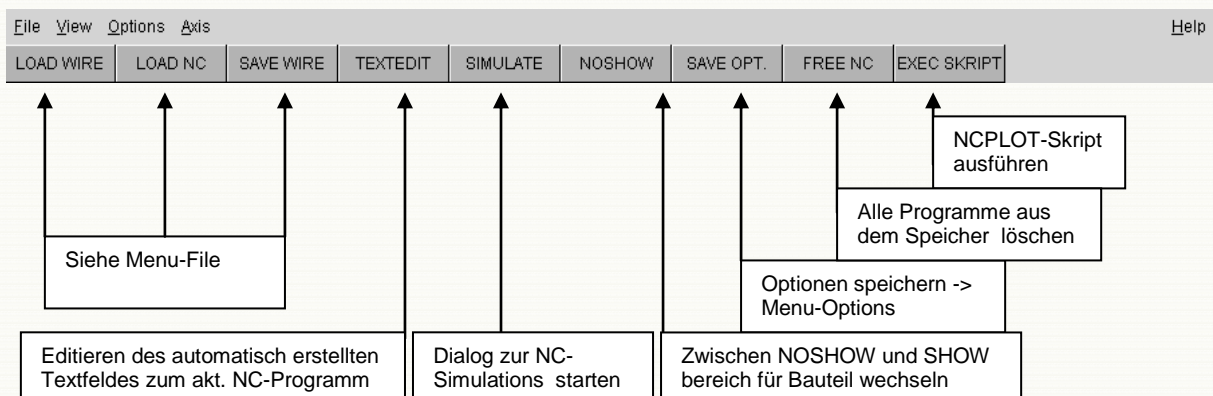 File View Options Axis Help
LOAD WIRE LOAD NC SAVE WIRE TEXTEDIT SIMULATE NOSHOW SAVE OPT. FREE NC EXEC SKRIPT
NCPLOT-Skript
ausführen
Alle Programme aus
dem Speicher löschen
Siehe Menu-File
Optionen speichern ->
Menu-Options
Editieren des automatisch erstellten
Textfeldes zum akt. NC-Programm
Dialog zur NC-
Simulations starten
Zwischen NOSHOW und SHOW
bereich für Bauteil wechseln